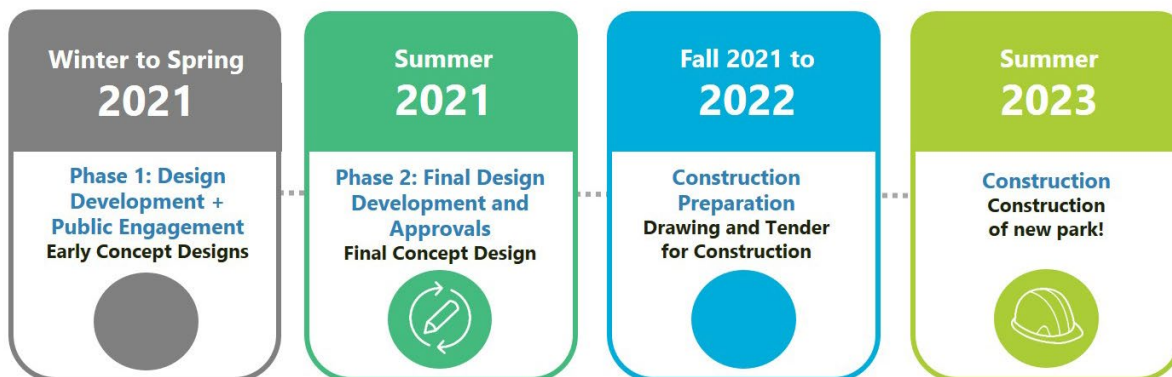 Winter to Spring
2021
Phase 1: Design
Development +
Public Engagement
Early Concept Designs
Summer
2021
Phase 2: Final Design
Development and
Approvals
Final Concept Design
Fall 2021 to
2022
Construction
Preparation
Drawing and Tender
for Construction
Summer
2023
Construction
Construction
of new park!